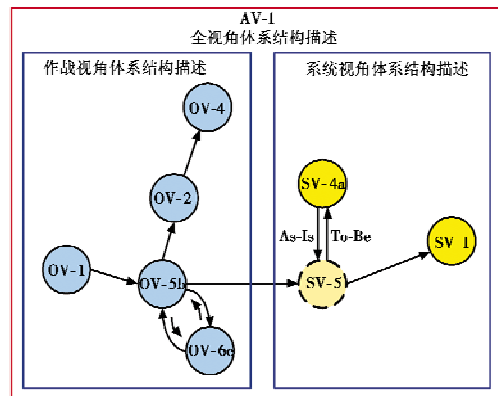 AV-1
全视角体系结构描述
作战视角体系结构描述
系统视角体系结构描述
OV-4
OV-2
SV-4a
As-Is
To-Be
SV-1
OV-1
OV-5b
SV-5
OV-6c